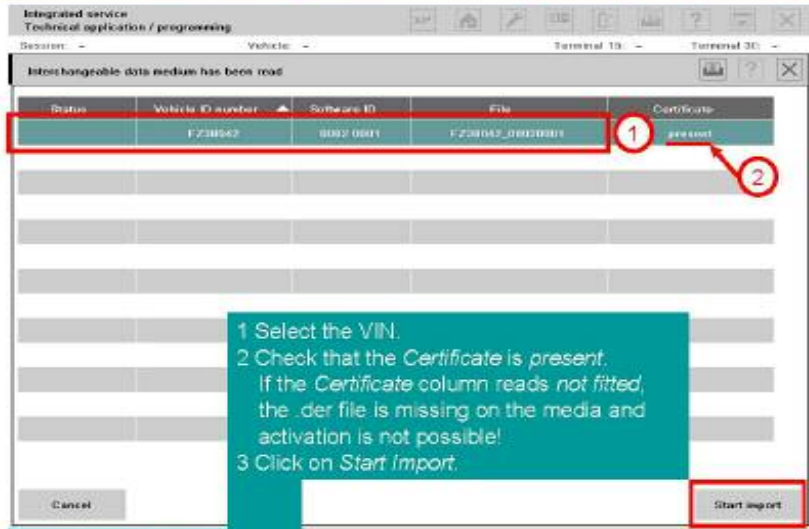 Integrated service
Technical application / programming
Session: – Vehicle: – Terminal 15: – Terminal 30: –
Interchangeable data medium has been read
Status Vehicle ID number Software ID File Certificate
FZ38042 0002 0001 FZ38042_00020001 present
1
2
1 Select the VIN.
2 Check that the Certificate is present.
If the Certificate column reads not fitted,
the .der file is missing on the media and
activation is not possible!
3 Click on Start Import.
Cancel Start import